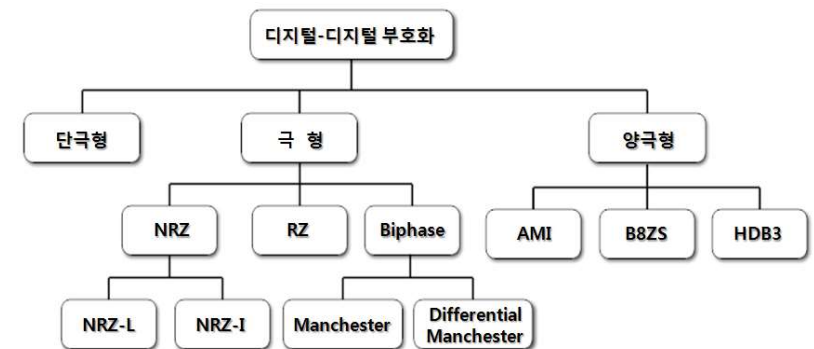 디지털-디지털 부호화
단극형
극 형
양극형
NRZ
RZ
Biphase
AMI
B8ZS
HDB3
NRZ-L
NRZ-I
Manchester
Differential
Manchester